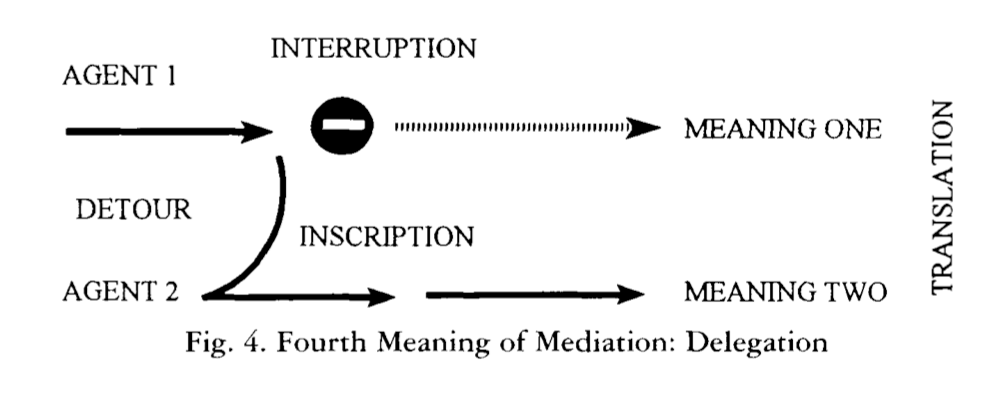 INTERRUPTION
AGENT 1
MEANING ONE
DETOUR
INSCRIPTION
AGENT 2
MEANING TWO
TRANSLATION
Fig. 4. Fourth Meaning of Mediation: Delegation